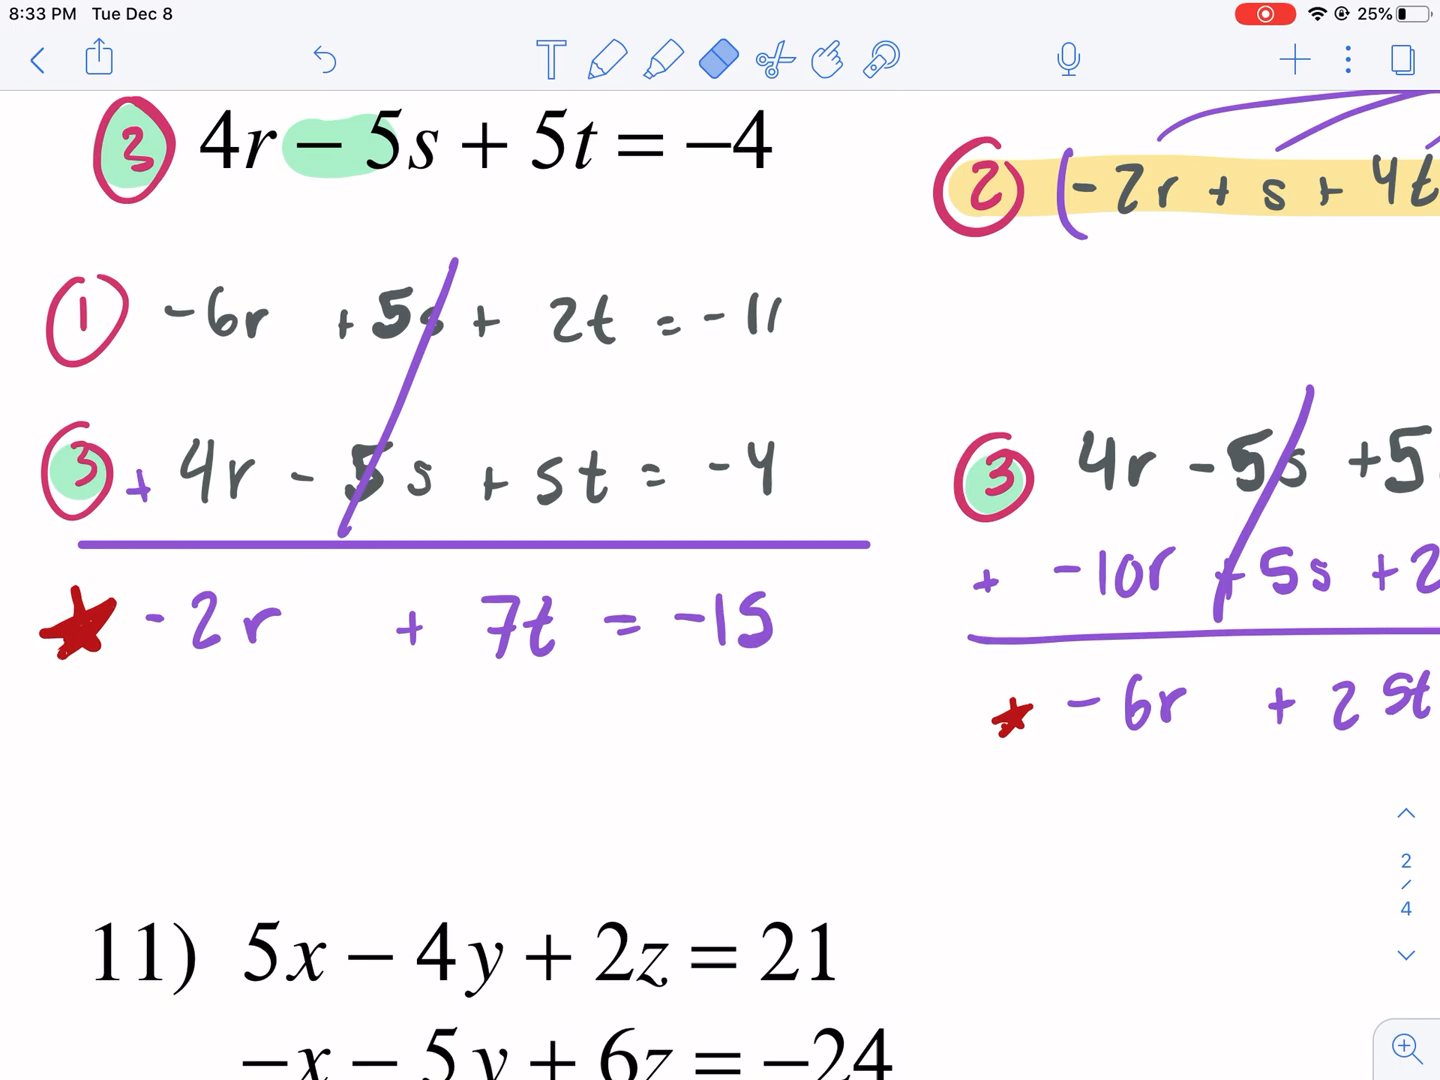 8:33 PM Tue Dec 8
25%
T
3 4r − 5s + 5t = −4
2 (-2r + s + 4t
1 -6r + 5s + 2t = -11
3 + 4r - 5s + 5t = -4
-2r + 7t = -15
3 4r - 5s + 5
+ -10r + 5s + 2
-6r + 25t
2
/
4
11) 5x − 4y + 2z = 21
−x − 5y + 6z = −24